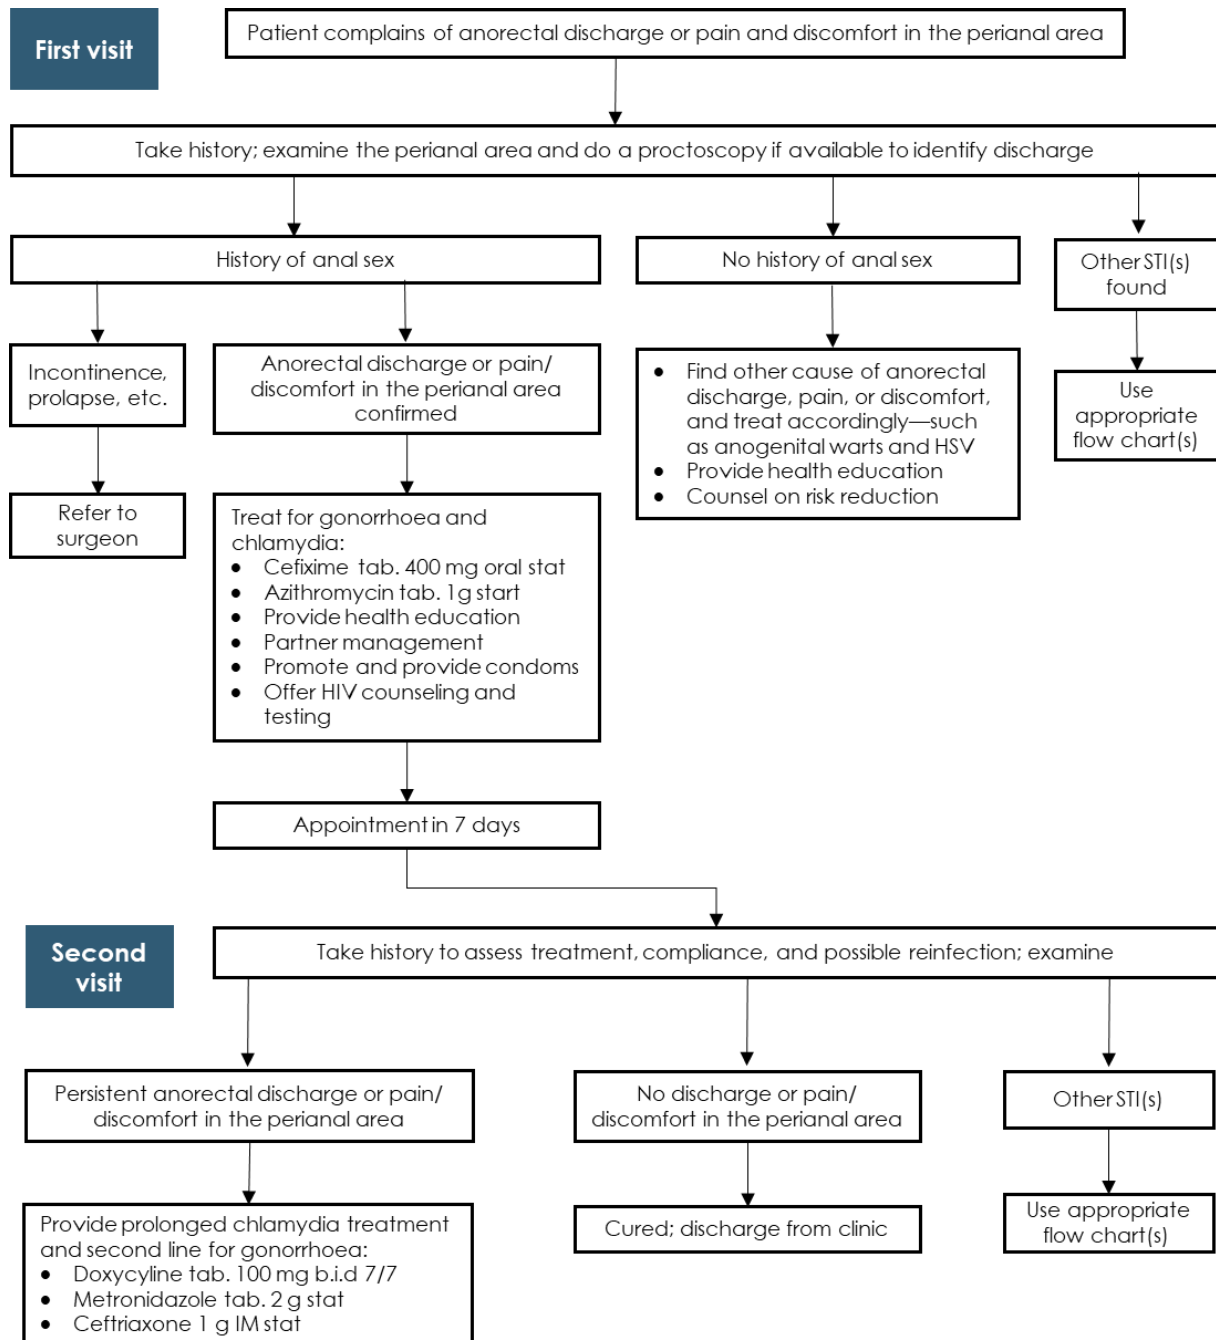 First visit
Patient complains of anorectal discharge or pain and discomfort in the perianal area
Take history; examine the perianal area and do a proctoscopy if available to identify discharge
History of anal sex
No history of anal sex
Other STI(s)
found
Incontinence,
prolapse, etc.
Anorectal discharge or pain/
discomfort in the perianal area
confirmed
• Find other cause of anorectal
discharge, pain, or discomfort,
and treat accordingly—such
as anogenital warts and HSV
• Provide health education
• Counsel on risk reduction
Use
appropriate
flow chart(s)
Refer to
surgeon
Treat for gonorrhoea and
chlamydia:
• Cefixime tab. 400 mg oral stat
• Azithromycin tab. 1g start
• Provide health education
• Partner management
• Promote and provide condoms
• Offer HIV counseling and
testing
Appointment in 7 days
Second
visit
Take history to assess treatment, compliance, and possible reinfection; examine
Persistent anorectal discharge or pain/
discomfort in the perianal area
No discharge or pain/
discomfort in the perianal area
Other STI(s)
Provide prolonged chlamydia treatment
and second line for gonorrhoea:
• Doxycyline tab. 100 mg b.i.d 7/7
• Metronidazole tab. 2 g stat
• Ceftriaxone 1 g IM stat
Cured; discharge from clinic
Use appropriate
flow chart(s)